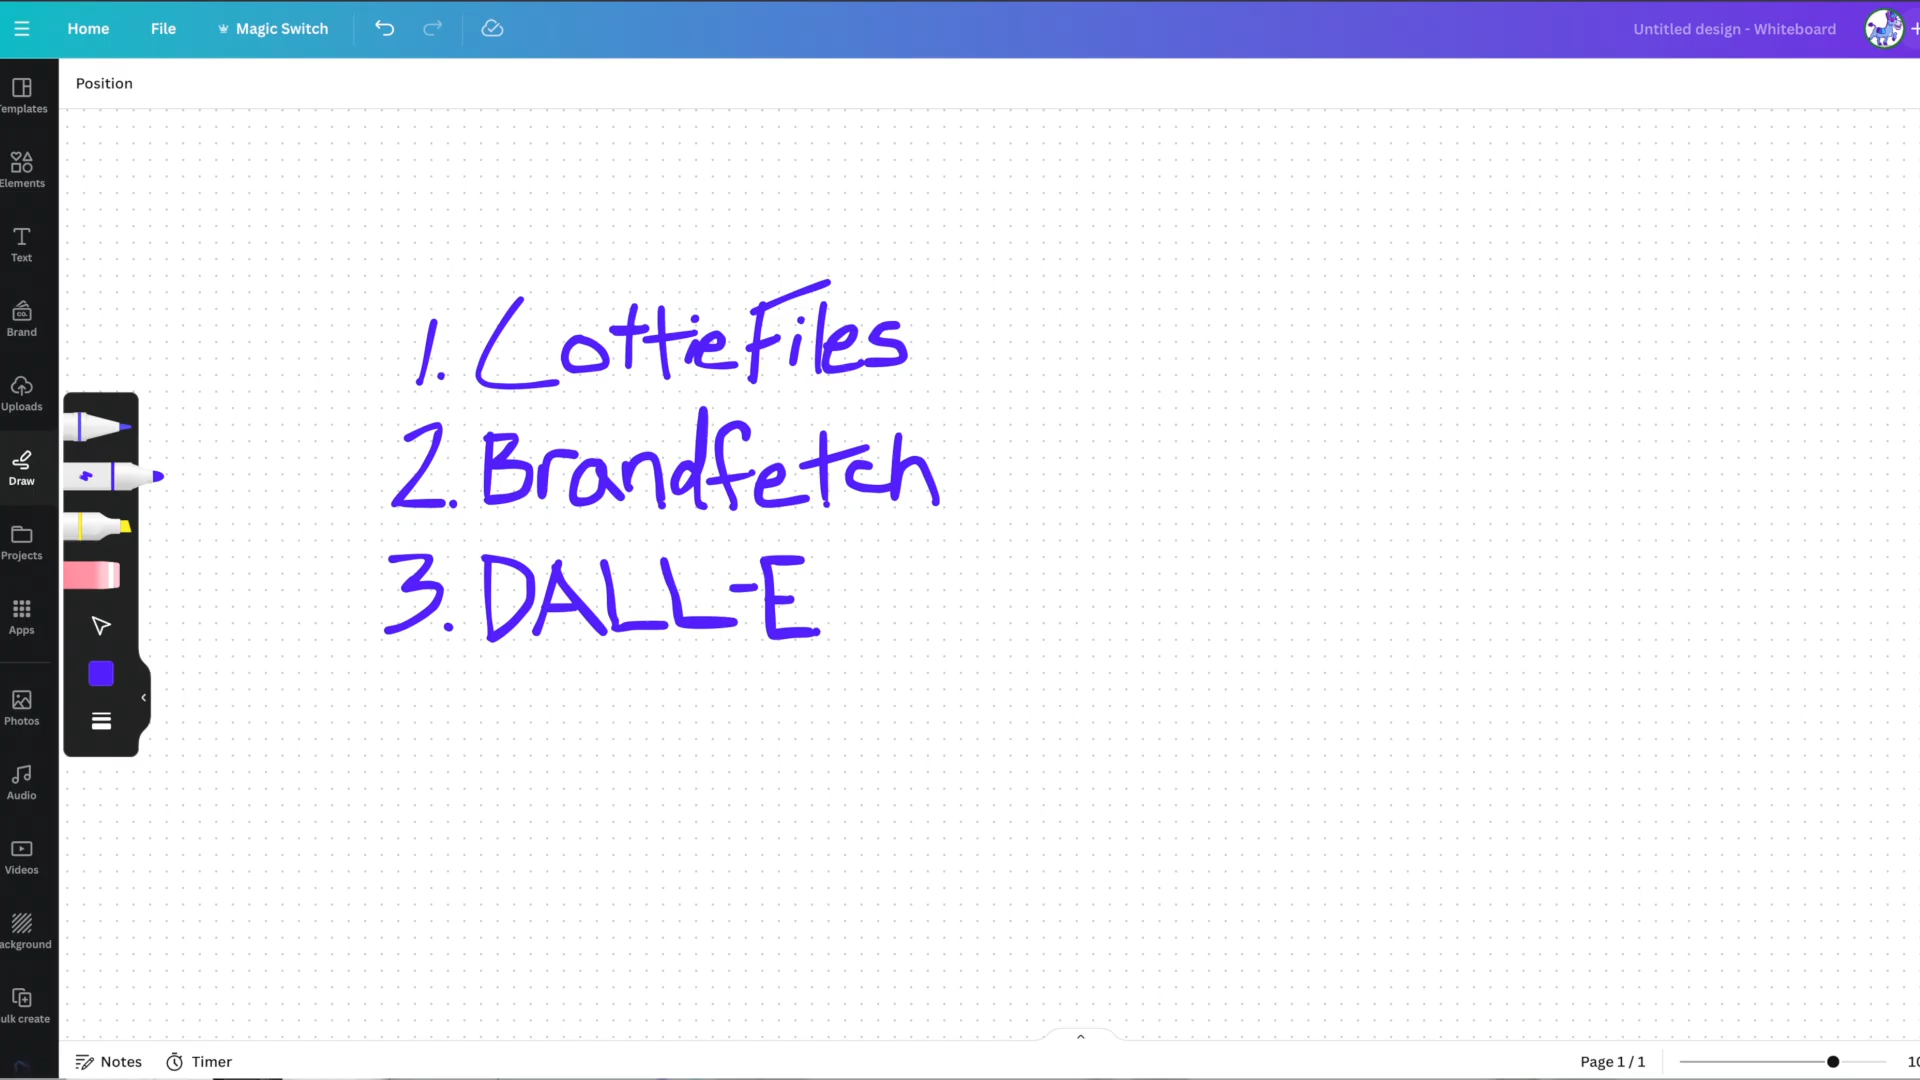 Home File Magic Switch Untitled design - Whiteboard
Position
Templates
Elements
Text
Brand
Uploads
Draw
Projects
Apps
Photos
Audio
Videos
Background
Bulk create
1. LottieFiles
2. Brandfetch
3. DALL-E
Notes Timer Page 1 / 1